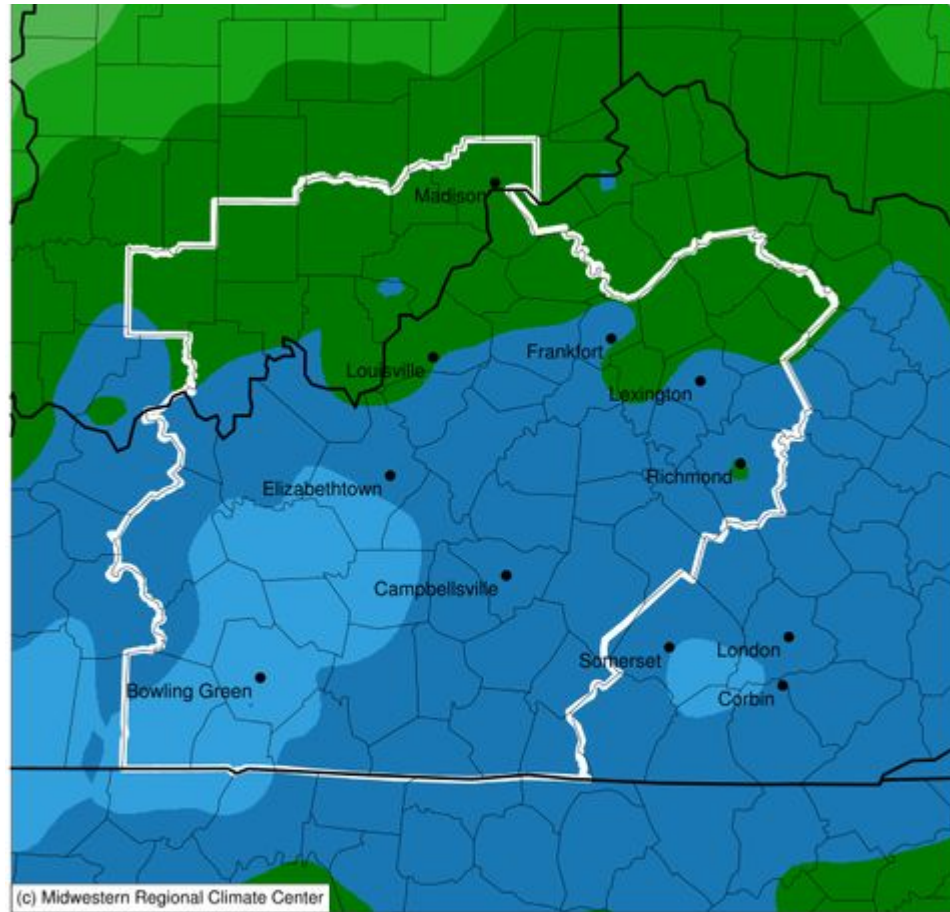 Madison
Louisville
Frankfort
Lexington
Elizabethtown
Richmond
Campbellsville
Somerset
London
Bowling Green
Corbin
(c) Midwestern Regional Climate Center